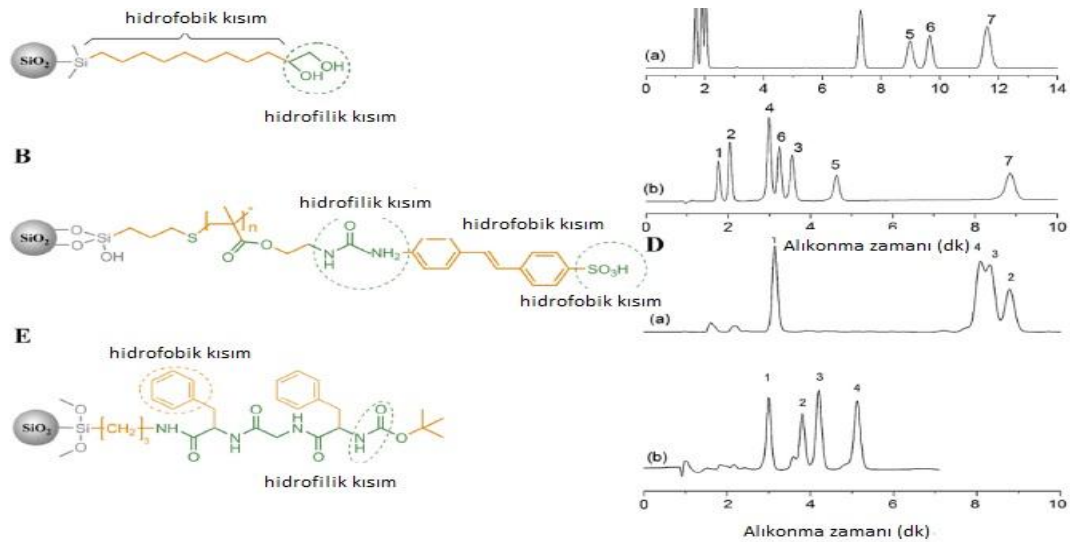 hidrofobik kısım
SiO₂
Si
OH
OH
hidrofilik kısım
B
hidrofilik kısım
hidrofobik kısım
SiO₂
O
O
Si
OH
S
n
O
O
N
H
O
NH₂
SO₃H
hidrofobik kısım
E
hidrofobik kısım
SiO₂
O
Si
O
(CH₂)₃
NH
O
H
N
O
H
N
O
N
H
O
O
hidrofilik kısım
(a)
5
6
7
0 2 4 6 8 10 12 14
(b)
1
2
4
6
3
5
7
0 2 4 6 8
Alıkonma zamanı (dk)
D
(a)
4
3
2
10
(b)
1
2
3
4
0 2 4 6 8 10
Alıkonma zamanı (dk)